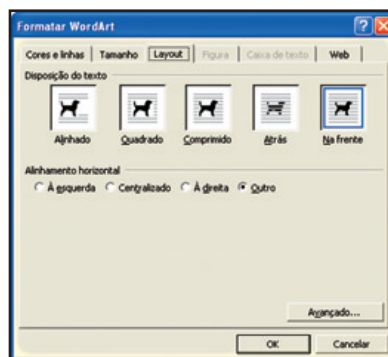 Formatar WordArt
Cores e linhas Tamanho Layout Figura Caixa de texto Web
Disposição do texto
Alinhado Quadrado Comprimido Atrás Na frente
Alinhamento horizontal
À esquerda Centralizado À direita Outro
Avançado...
OK Cancelar